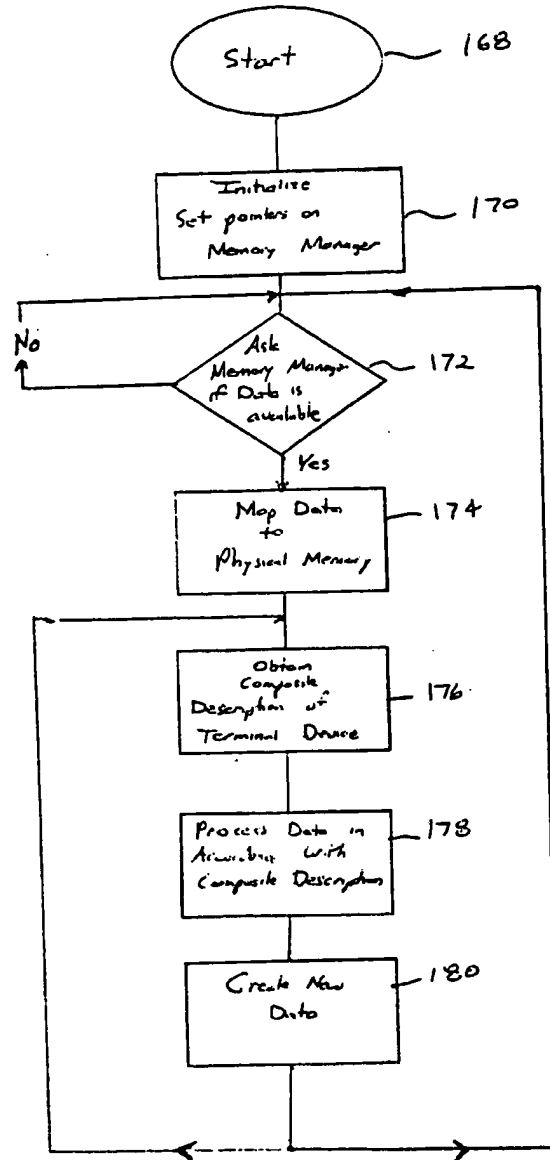 Start
168
Initialize
Set pointers on
Memory Manager
170
No
Ask
Memory Manager
if Data is
available
172
Yes
Map Data
to
Physical Memory
174
Obtain
Composite
Description of
Terminal Device
176
Process Data in
With
Composite Description
178
Create New
Data
180